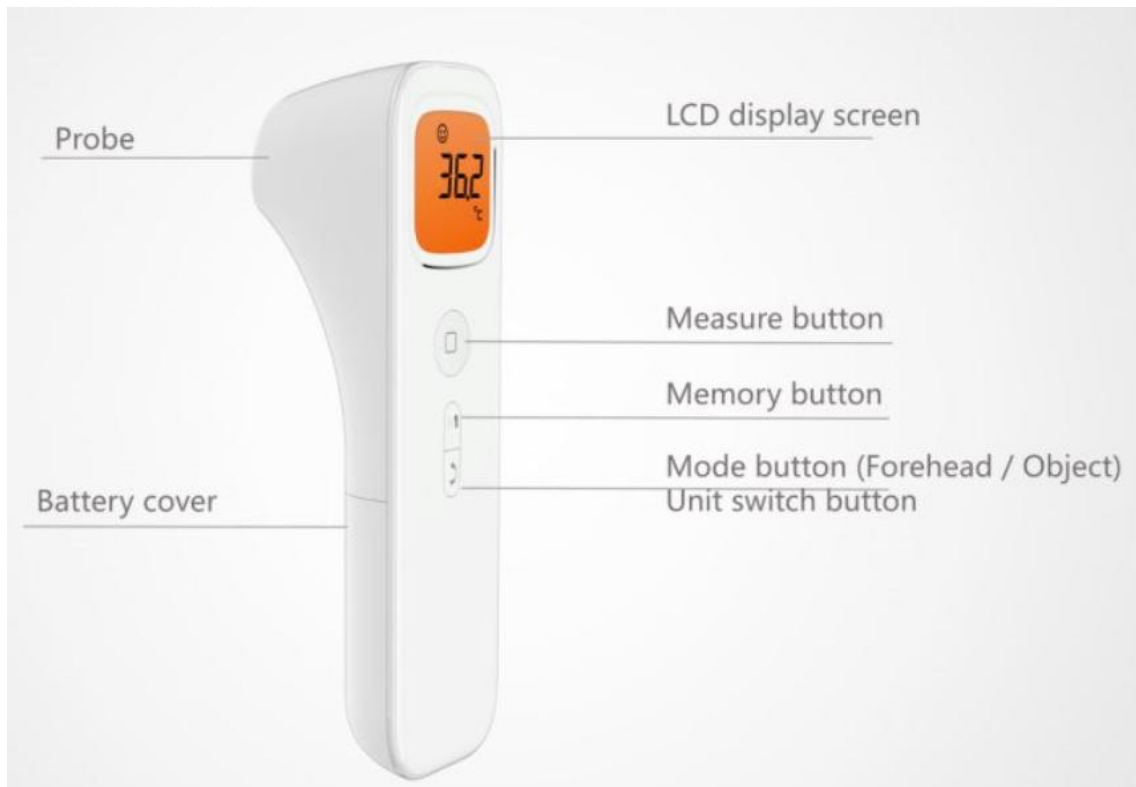 Probe
LCD display screen
36.2
°C
Measure button
Memory button
Mode button (Forehead / Object)
Unit switch button
Battery cover